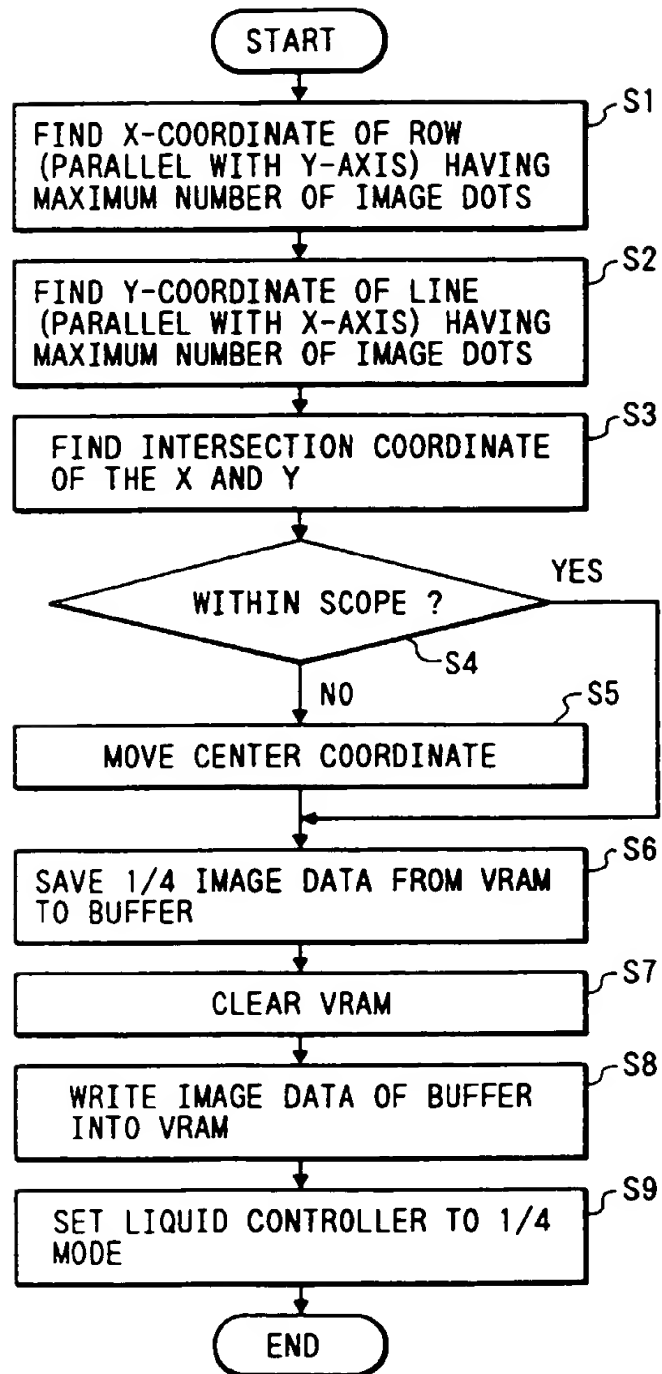 START
S1
FIND X-COORDINATE OF ROW
(PARALLEL WITH Y-AXIS) HAVING
MAXIMUM NUMBER OF IMAGE DOTS
S2
FIND Y-COORDINATE OF LINE
(PARALLEL WITH X-AXIS) HAVING
MAXIMUM NUMBER OF IMAGE DOTS
S3
FIND INTERSECTION COORDINATE
OF THE X AND Y
YES
WITHIN SCOPE ?
S4
NO
S5
MOVE CENTER COORDINATE
S6
SAVE 1/4 IMAGE DATA FROM VRAM
TO BUFFER
S7
CLEAR VRAM
S8
WRITE IMAGE DATA OF BUFFER
INTO VRAM
S9
SET LIQUID CONTROLLER TO 1/4
MODE
END